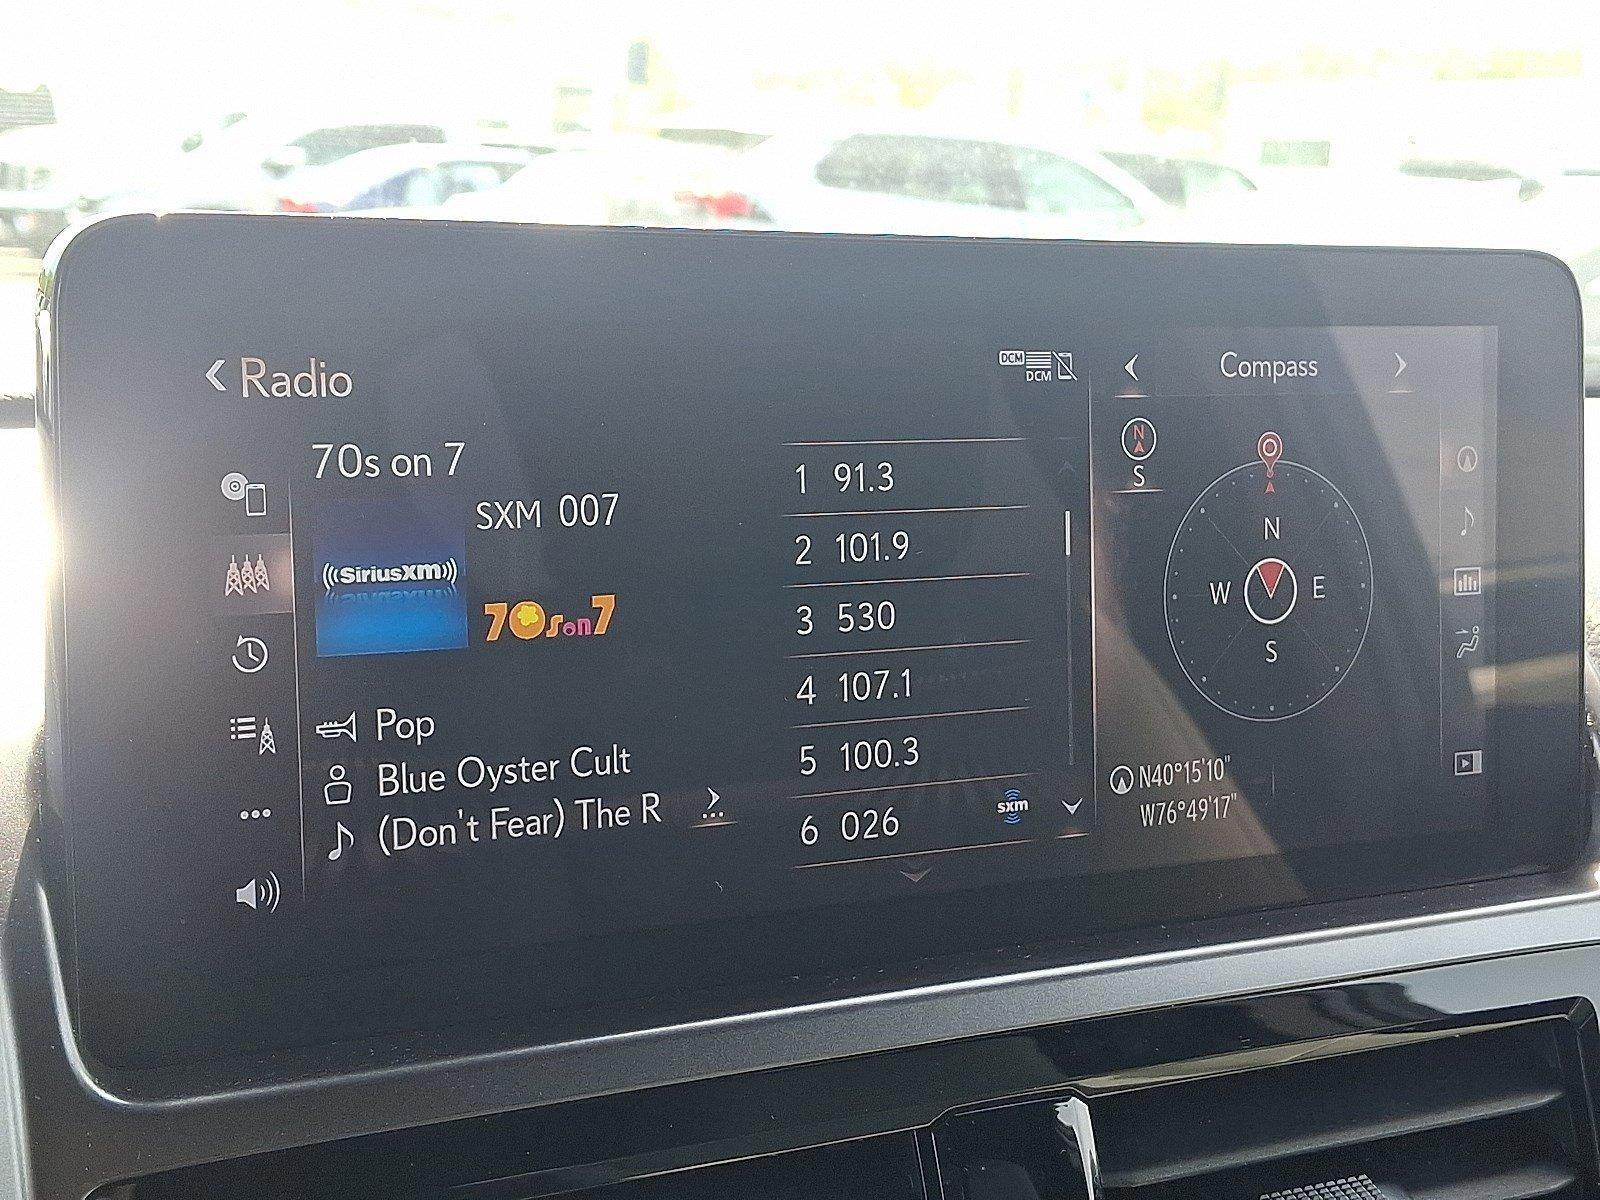 Radio
DCM
DCM
70s on 7
SXM 007
((SiriusXM))
70s on 7
Pop
Blue Oyster Cult
(Don't Fear) The R
1 91.3
2 101.9
3 530
4 107.1
5 100.3
6 026
sxm
Compass
N
S
N
W E
S
N40°15'10"
W76°49'17"